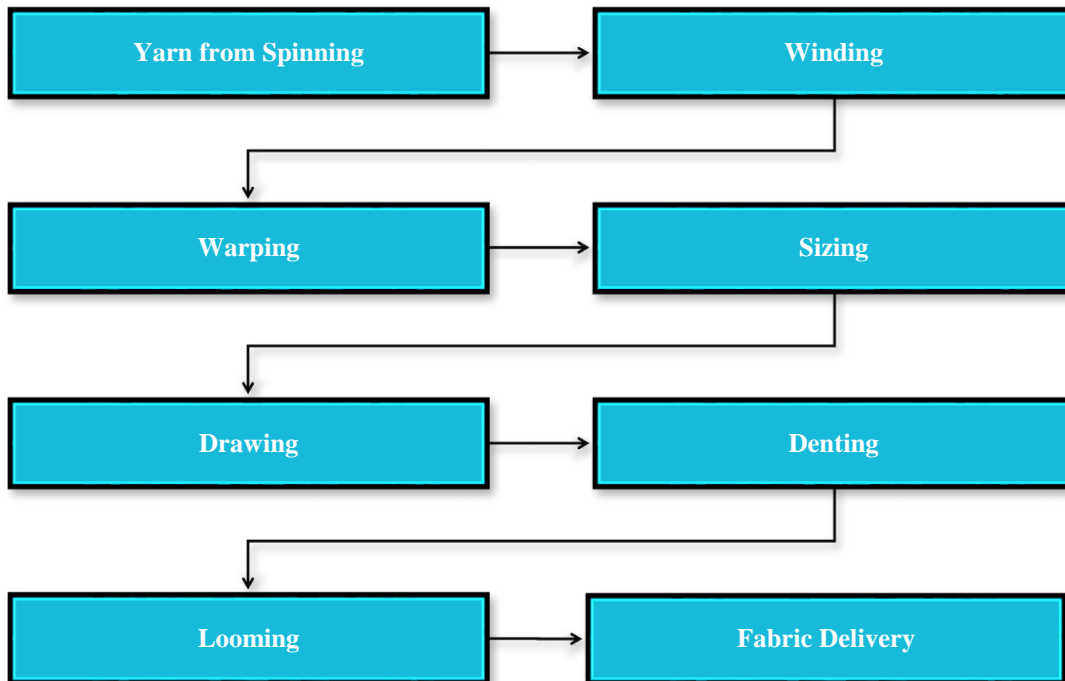 Yarn from Spinning
Winding
Warping
Sizing
Drawing
Denting
Looming
Fabric Delivery